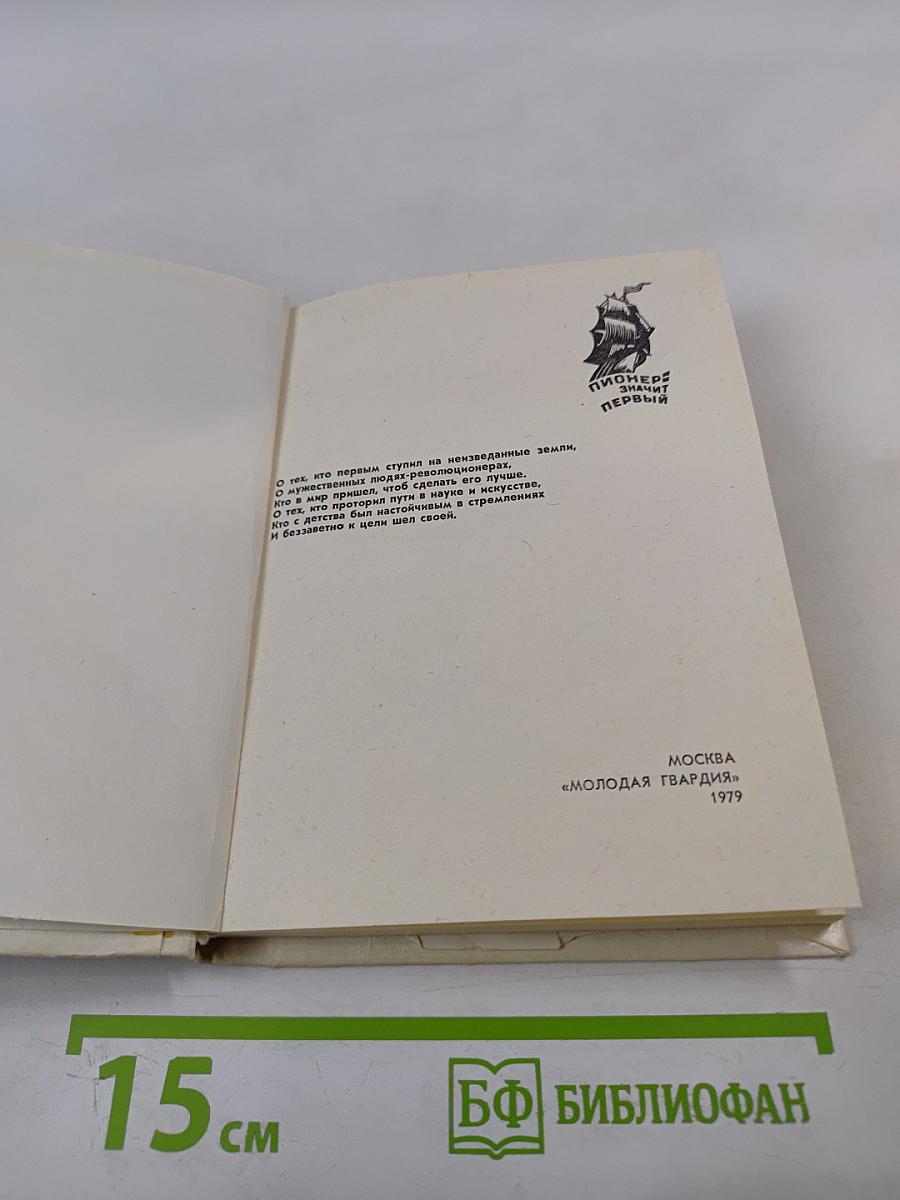 ПИОНЕР —
ЗНАЧИТ
ПЕРВЫЙ
О тех, кто первым ступил на неизведанные земли,
О мужественных людях-революционерах,
Кто в мир пришел, чтоб сделать его лучше.
О тех, кто проторил пути в науке и искусстве,
Кто с детства был настойчивым в стремлениях
И беззаветно к цели шел своей.
МОСКВА
«МОЛОДАЯ ГВАРДИЯ»
1979
15 см
БФ БИБЛИОФАН